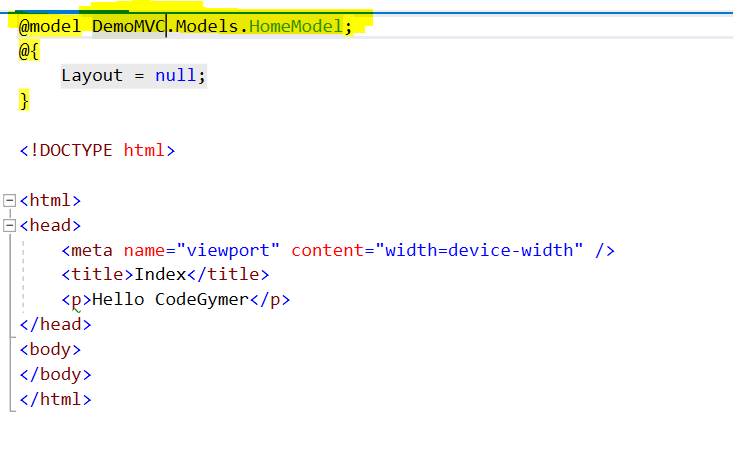 @model DemoMVC.Models.HomeModel;
@{
    Layout = null;
}

<!DOCTYPE html>

<html>
<head>
    <meta name="viewport" content="width=device-width" />
    <title>Index</title>
    <p>Hello CodeGymer</p>
</head>
<body>
</body>
</html>